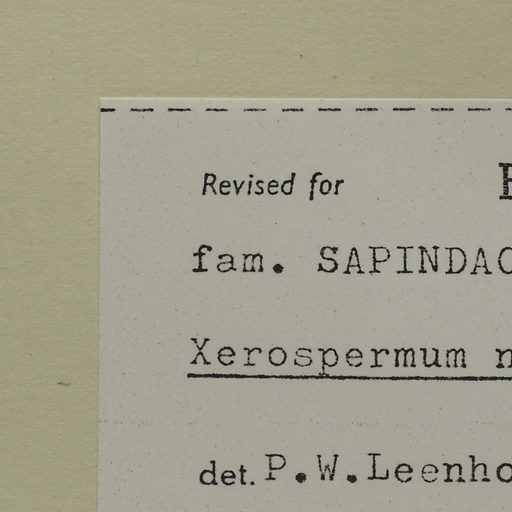 Revised for
fam. SAPINDAC
Xerospermum n
det. P.W.Leenho